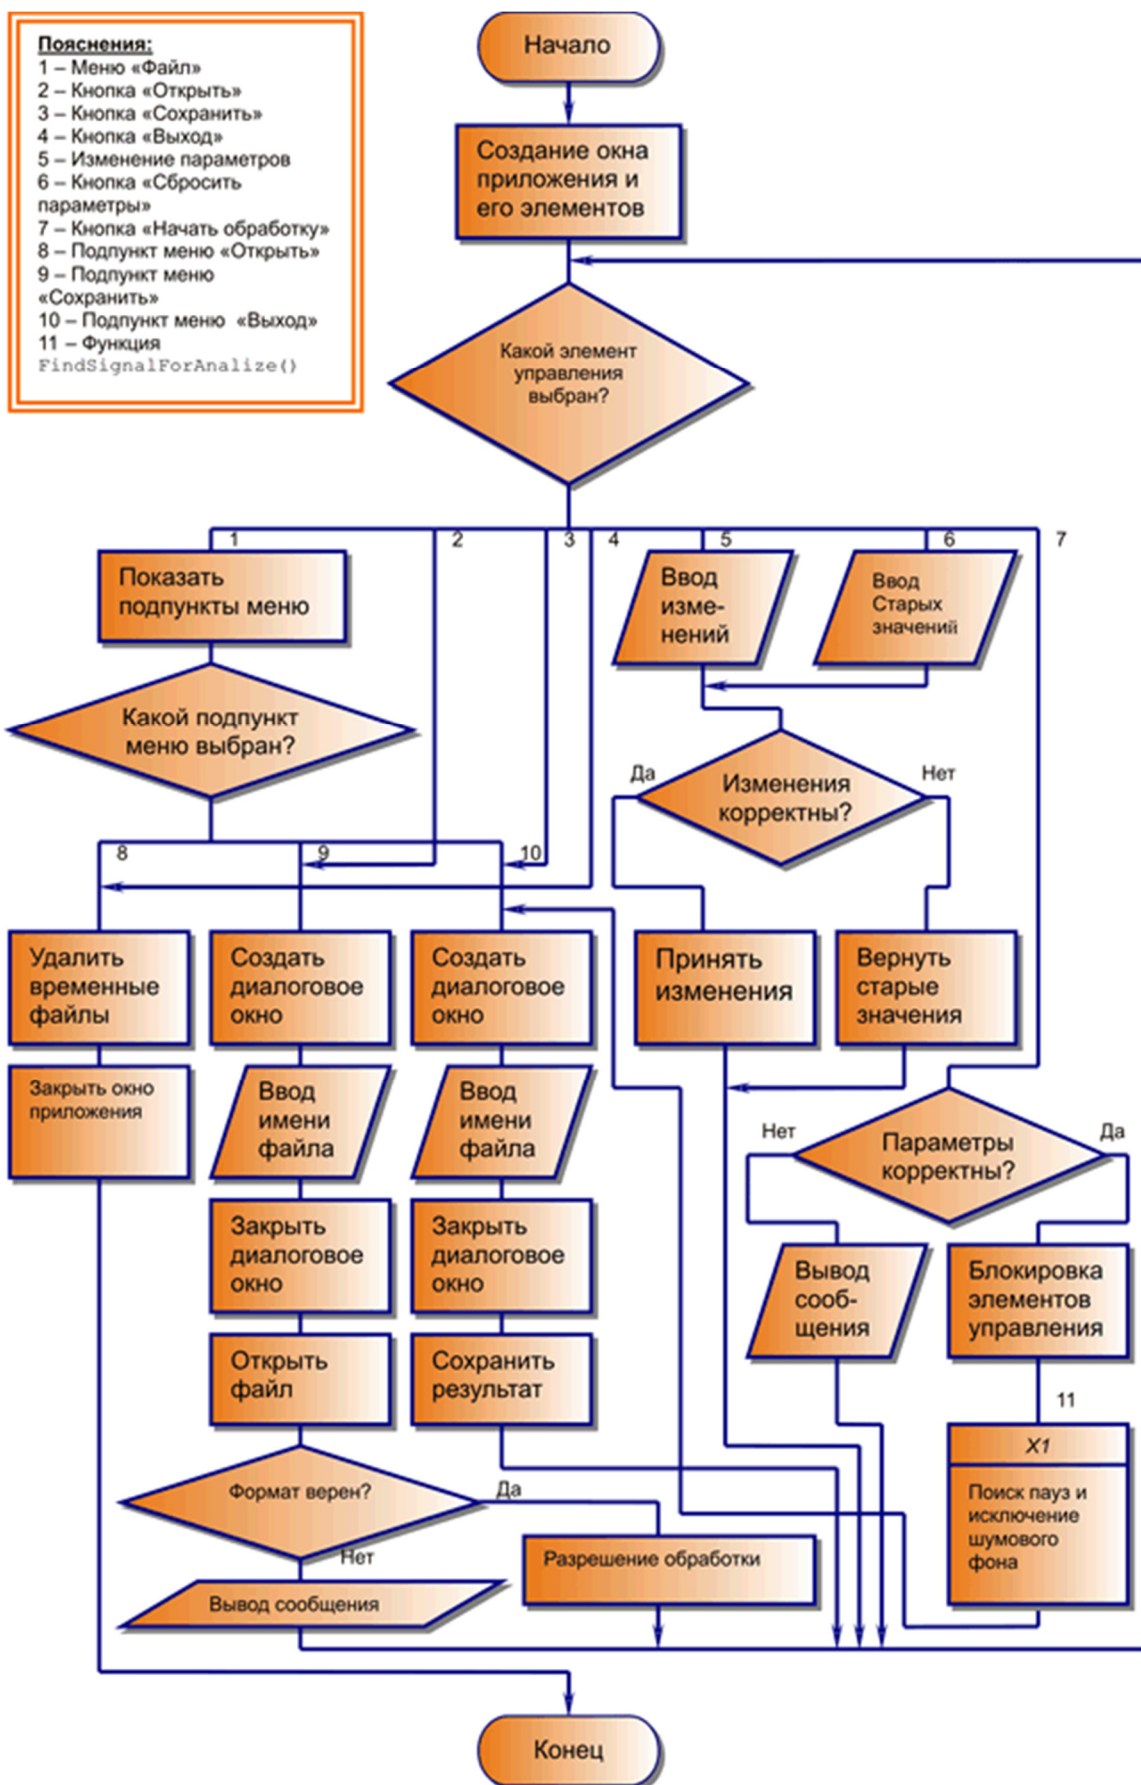 Пояснения:
1 – Меню «Файл»
2 – Кнопка «Открыть»
3 – Кнопка «Сохранить»
4 – Кнопка «Выход»
5 – Изменение параметров
6 – Кнопка «Сбросить
параметры»
7 – Кнопка «Начать обработку»
8 – Подпункт меню «Открыть»
9 – Подпункт меню
«Сохранить»
10 – Подпункт меню «Выход»
11 – Функция
FindSignalForAnalize()
Начало
Создание окна
приложения и
его элементов
Какой элемент
управления
выбран?
1
2
3
4
5
6
7
Показать
подпункты меню
Ввод
изме-
нений
Ввод
Старых
значений
Какой подпункт
меню выбран?
Да
Изменения
корректны?
Нет
8
9
10
Удалить
временные
файлы
Создать
диалоговое
окно
Создать
диалоговое
окно
Принять
изменения
Вернуть
старые
значения
Закрыть окно
приложения
Ввод
имени
файла
Ввод
имени
файла
Нет
Параметры
корректны?
Да
Закрыть
диалоговое
окно
Закрыть
диалоговое
окно
Вывод
сооб-
щения
Блокировка
элементов
управления
Открыть
файл
Сохранить
результат
11
X1
Поиск пауз и
исключение
шумового
фона
Формат верен?
Да
Нет
Разрешение обработки
Вывод сообщения
Конец